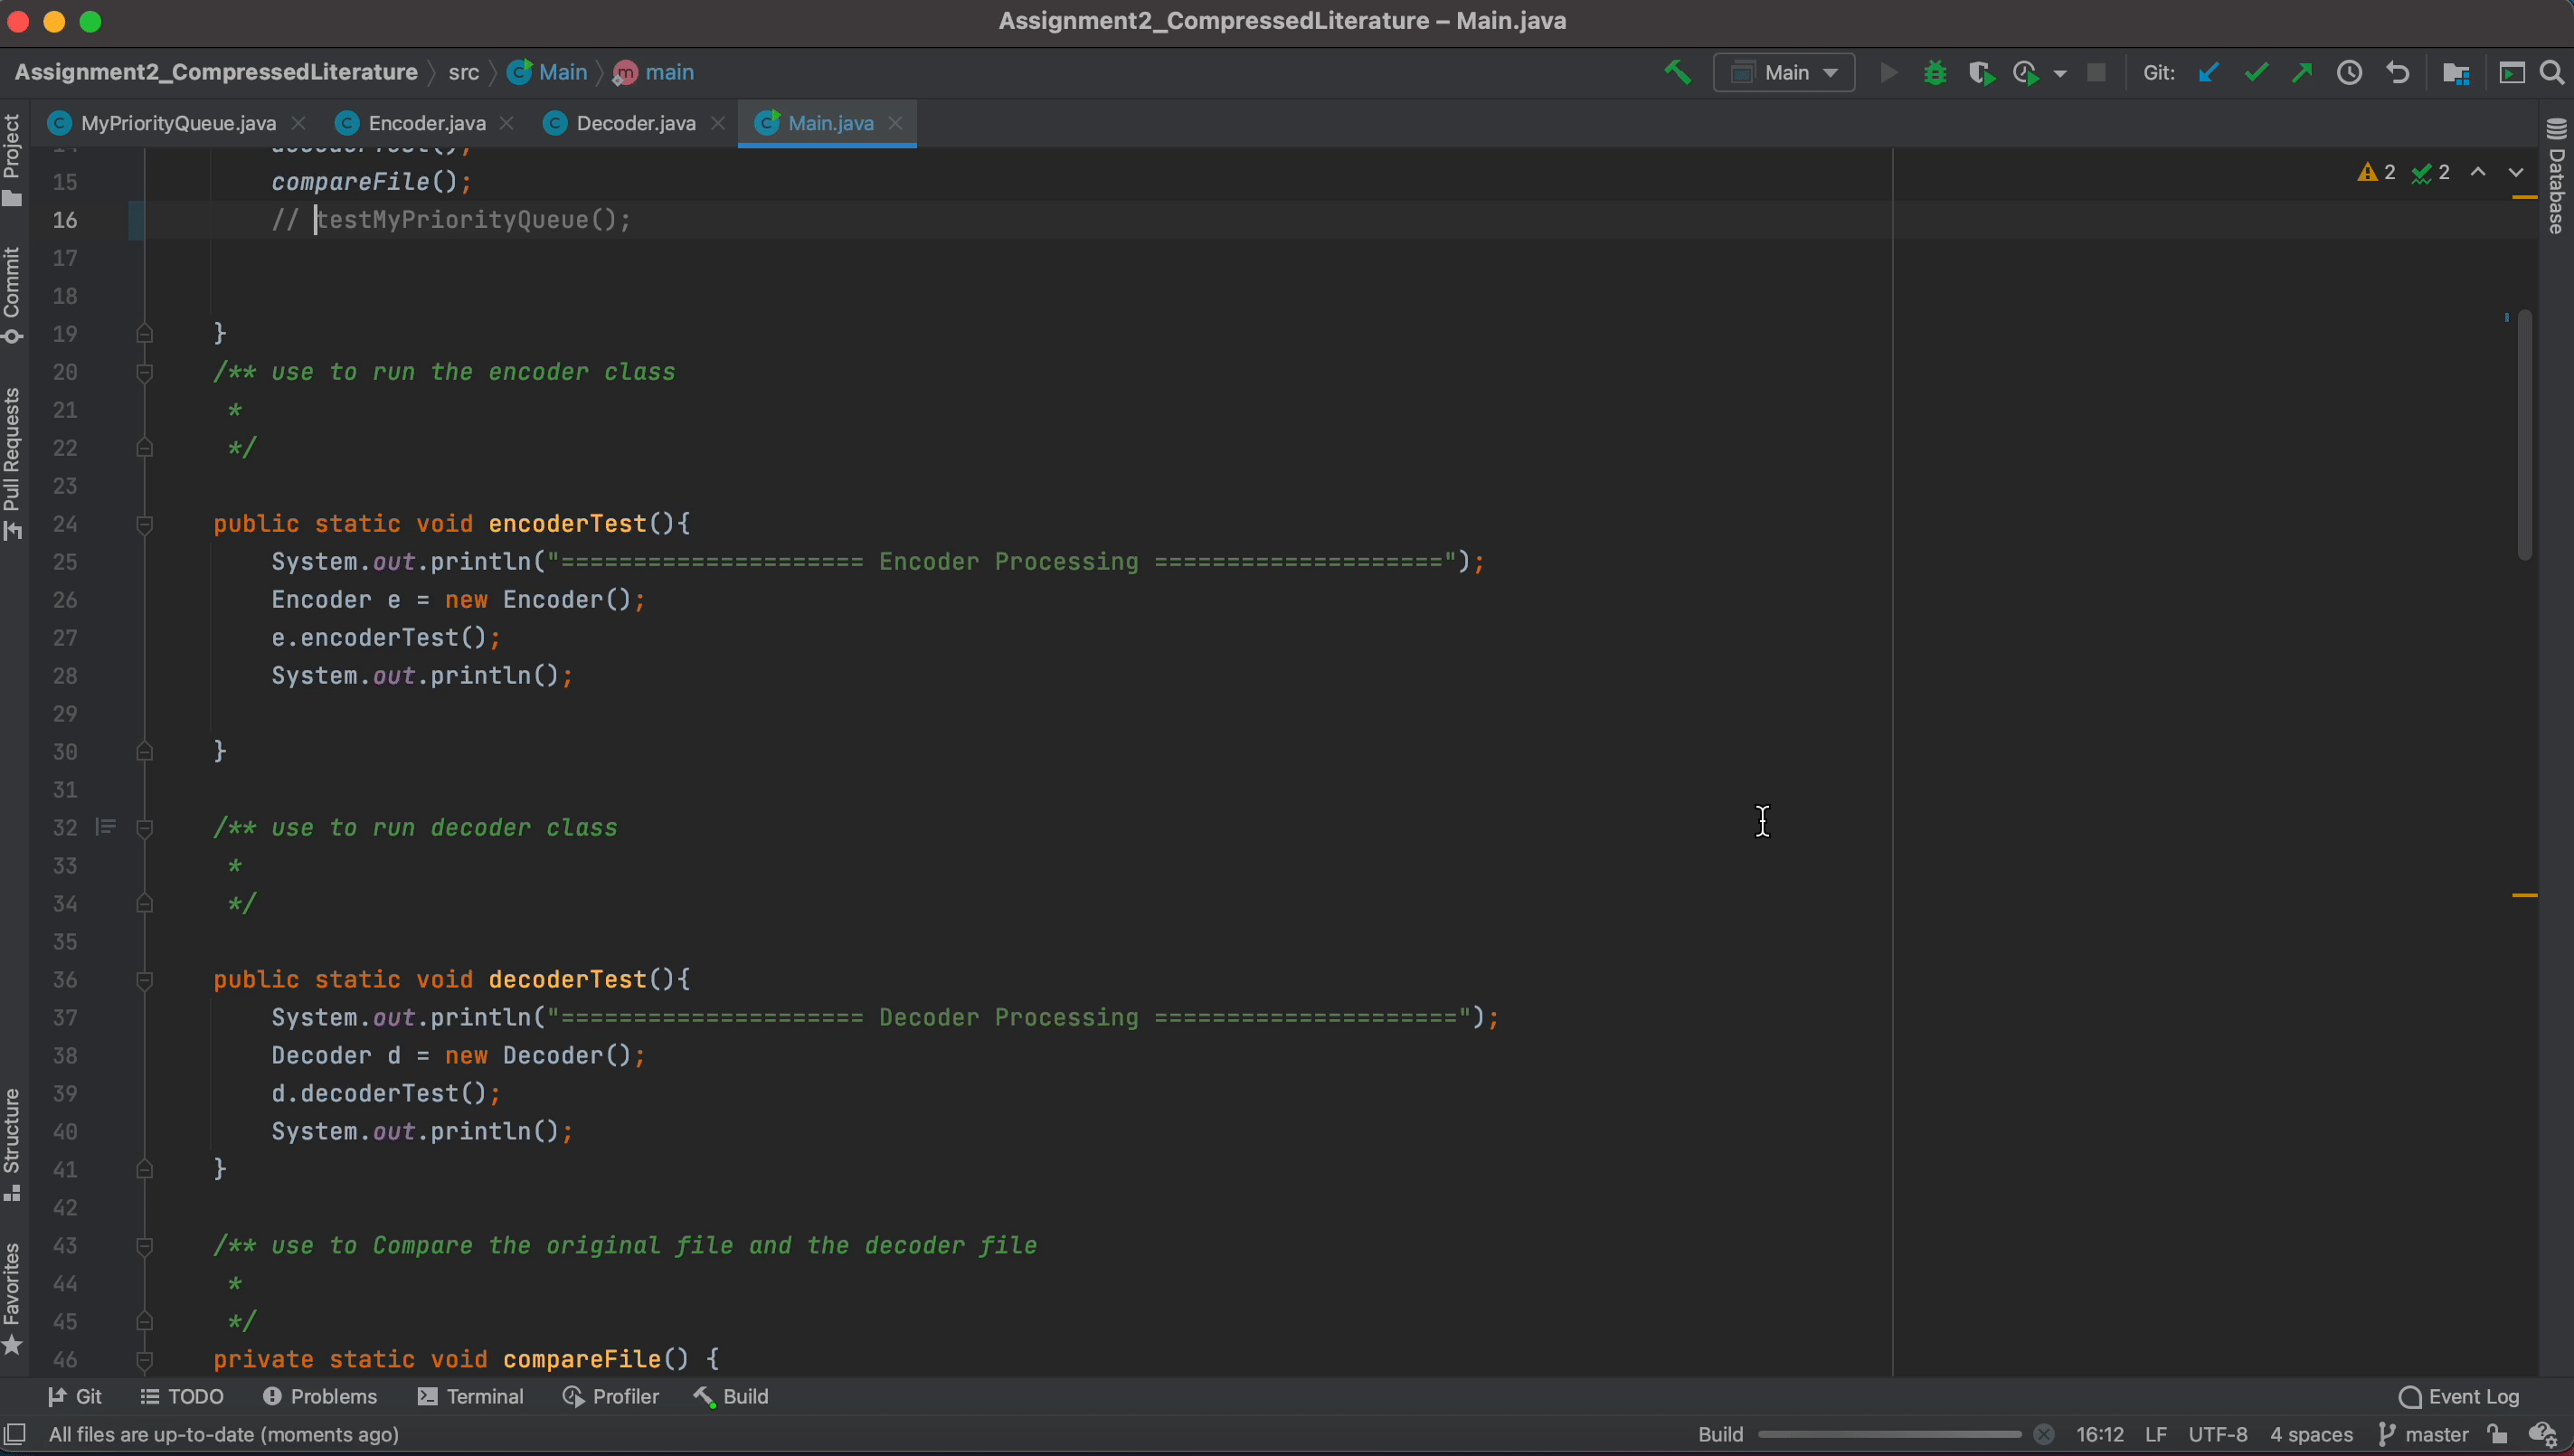 Assignment2_CompressedLiterature – Main.java
Assignment2_CompressedLiterature src Main main
Main
Git:
MyPriorityQueue.java Encoder.java Decoder.java Main.java
Project
Commit
Pull Requests
Structure
Favorites
Database
2 2
15 compareFile();
16 // testMyPriorityQueue();
17
18
19 }
20 /** use to run the encoder class
21 *
22 */
23
24 public static void encoderTest(){
25 System.out.println("===================== Encoder Processing ====================");
26 Encoder e = new Encoder();
27 e.encoderTest();
28 System.out.println();
29
30 }
31
32 /** use to run decoder class
33 *
34 */
35
36 public static void decoderTest(){
37 System.out.println("===================== Decoder Processing =====================");
38 Decoder d = new Decoder();
39 d.decoderTest();
40 System.out.println();
41 }
42
43 /** use to Compare the original file and the decoder file
44 *
45 */
46 private static void compareFile() {
Git TODO Problems Terminal Profiler Build Event Log
All files are up-to-date (moments ago) Build 16:12 LF UTF-8 4 spaces master